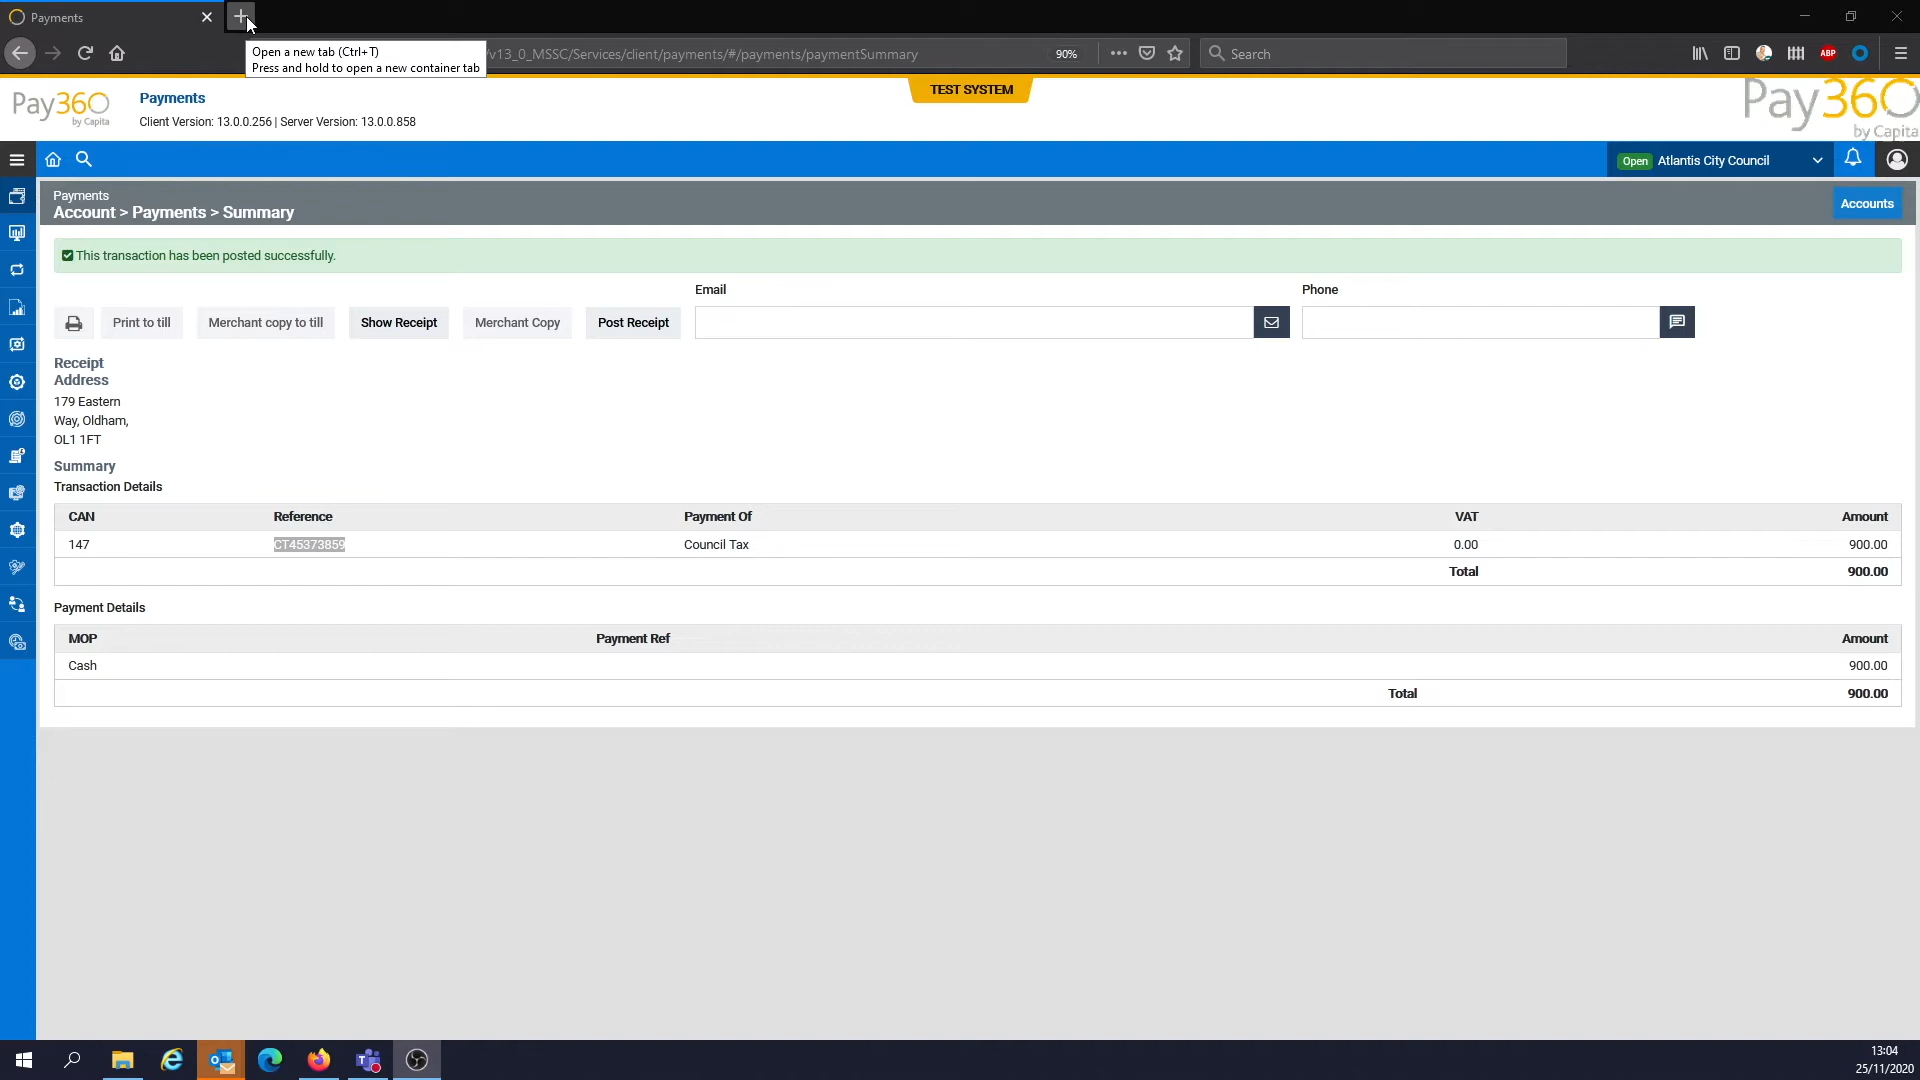 Payments
Open a new tab (Ctrl+T)
Press and hold to open a new container tab
v13_0_MSSC/Services/client/payments/#/payments/paymentSummary
90%
Search
ABP
Pay360
by Capita
Payments
Client Version: 13.0.0.256 | Server Version: 13.0.0.858
TEST SYSTEM
Pay360
by Capita
Open Atlantis City Council
Payments
Account > Payments > Summary
Accounts
This transaction has been posted successfully.
Email
Phone
Print to till
Merchant copy to till
Show Receipt
Merchant Copy
Post Receipt
Receipt
Address
179 Eastern
Way, Oldham,
OL1 1FT
Summary
Transaction Details
CAN Reference Payment Of VAT Amount
147 CT45373859 Council Tax 0.00 900.00
Total 900.00
Payment Details
MOP Payment Ref Amount
Cash 900.00
Total 900.00
13:04
25/11/2020